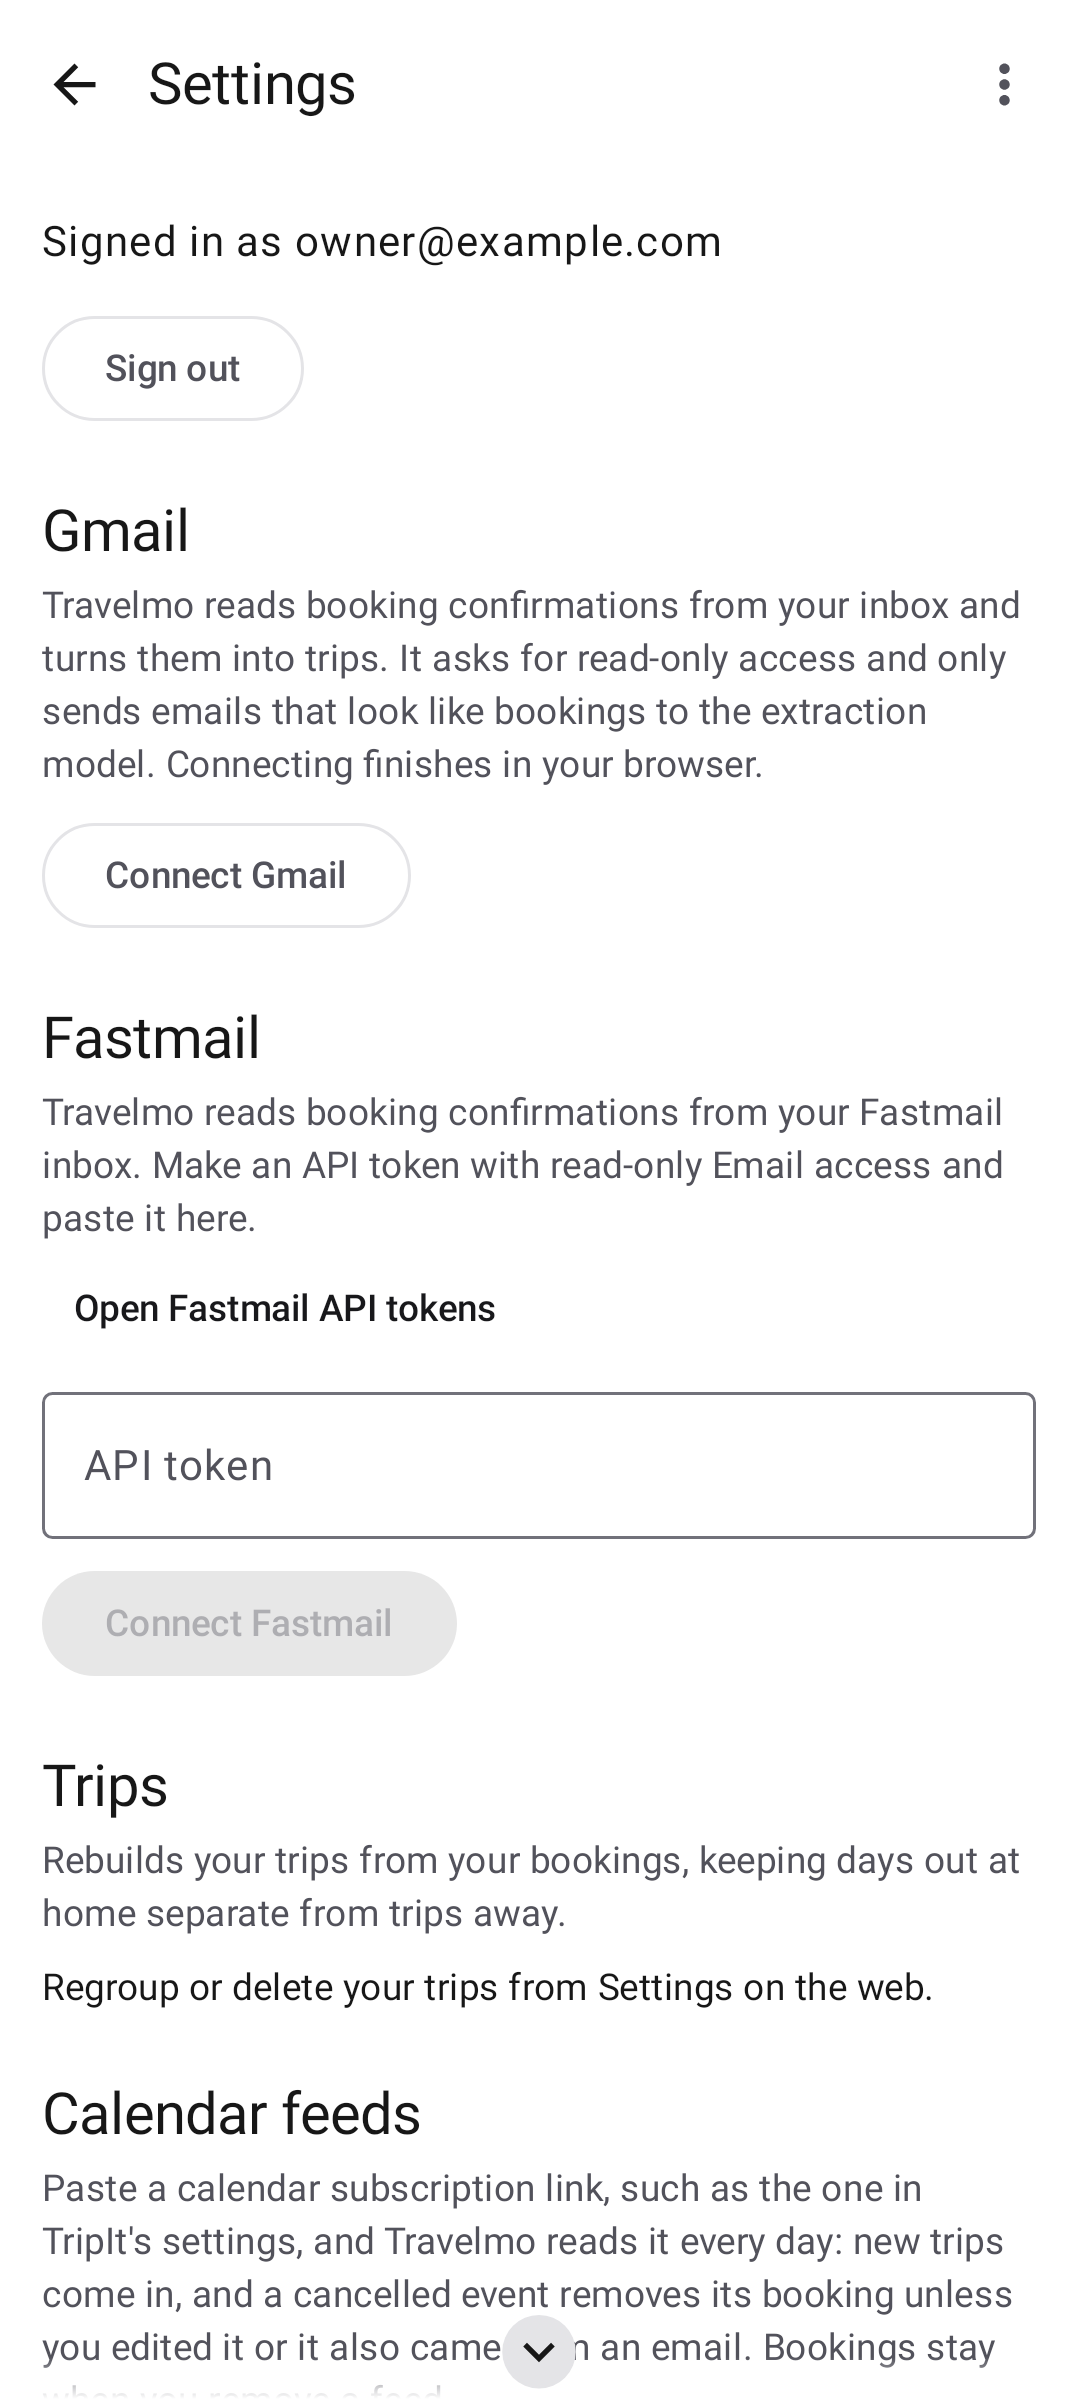 Settings
Signed in as owner@example.com
Sign out
Gmail
Travelmo reads booking confirmations from your inbox and
turns them into trips. It asks for read-only access and only
sends emails that look like bookings to the extraction
model. Connecting finishes in your browser.
Connect Gmail
Fastmail
Travelmo reads booking confirmations from your Fastmail
inbox. Make an API token with read-only Email access and
paste it here.
Open Fastmail API tokens
API token
Connect Fastmail
Trips
Rebuilds your trips from your bookings, keeping days out at
home separate from trips away.
Regroup or delete your trips from Settings on the web.
Calendar feeds
Paste a calendar subscription link, such as the one in
TripIt's settings, and Travelmo reads it every day: new trips
come in, and a cancelled event removes its booking unless
you edited it or it also came an email. Bookings stay